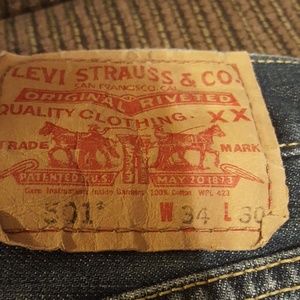 LEVI STRAUSS & CO.
SAN FRANCISCO, CAL.
ORIGINAL RIVETED
QUALITY CLOTHING. XX
TRADE MARK
PATENTED U.S. MAY 20 1873
Care Instructions Inside Garment 100% Cotton WPL 423
501 W 34 L 30